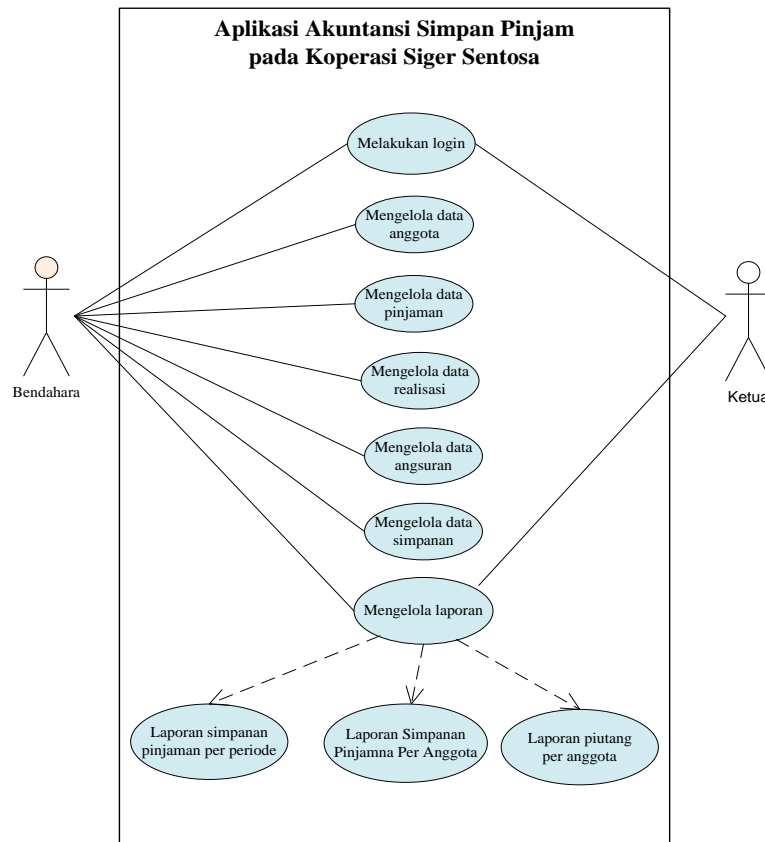 Aplikasi Akuntansi Simpan Pinjam
pada Koperasi Siger Sentosa
Melakukan login
Mengelola data
anggota
Mengelola data
pinjaman
Mengelola data
realisasi
Mengelola data
angsuran
Mengelola data
simpanan
Mengelola laporan
Bendahara
Ketua
Laporan simpanan
pinjaman per periode
Laporan Simpanan
Pinjamna Per Anggota
Laporan piutang
per anggota